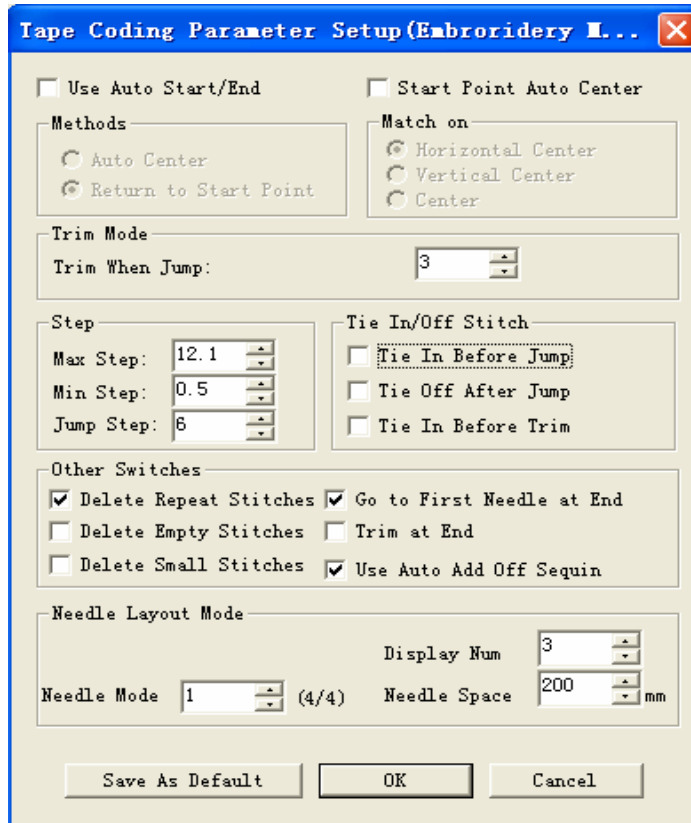 Tape Coding Parameter Setup(Embroridery M...
Use Auto Start/End
Start Point Auto Center
Methods
Auto Center
Return to Start Point
Match on
Horizontal Center
Vertical Center
Center
Trim Mode
Trim When Jump: 3
Step
Max Step: 12.1
Min Step: 0.5
Jump Step: 6
Tie In/Off Stitch
Tie In Before Jump
Tie Off After Jump
Tie In Before Trim
Other Switches
Delete Repeat Stitches Go to First Needle at End
Delete Empty Stitches Trim at End
Delete Small Stitches Use Auto Add Off Sequin
Needle Layout Mode
Display Num 3
Needle Mode 1 (4/4) Needle Space 200 mm
Save As Default OK Cancel